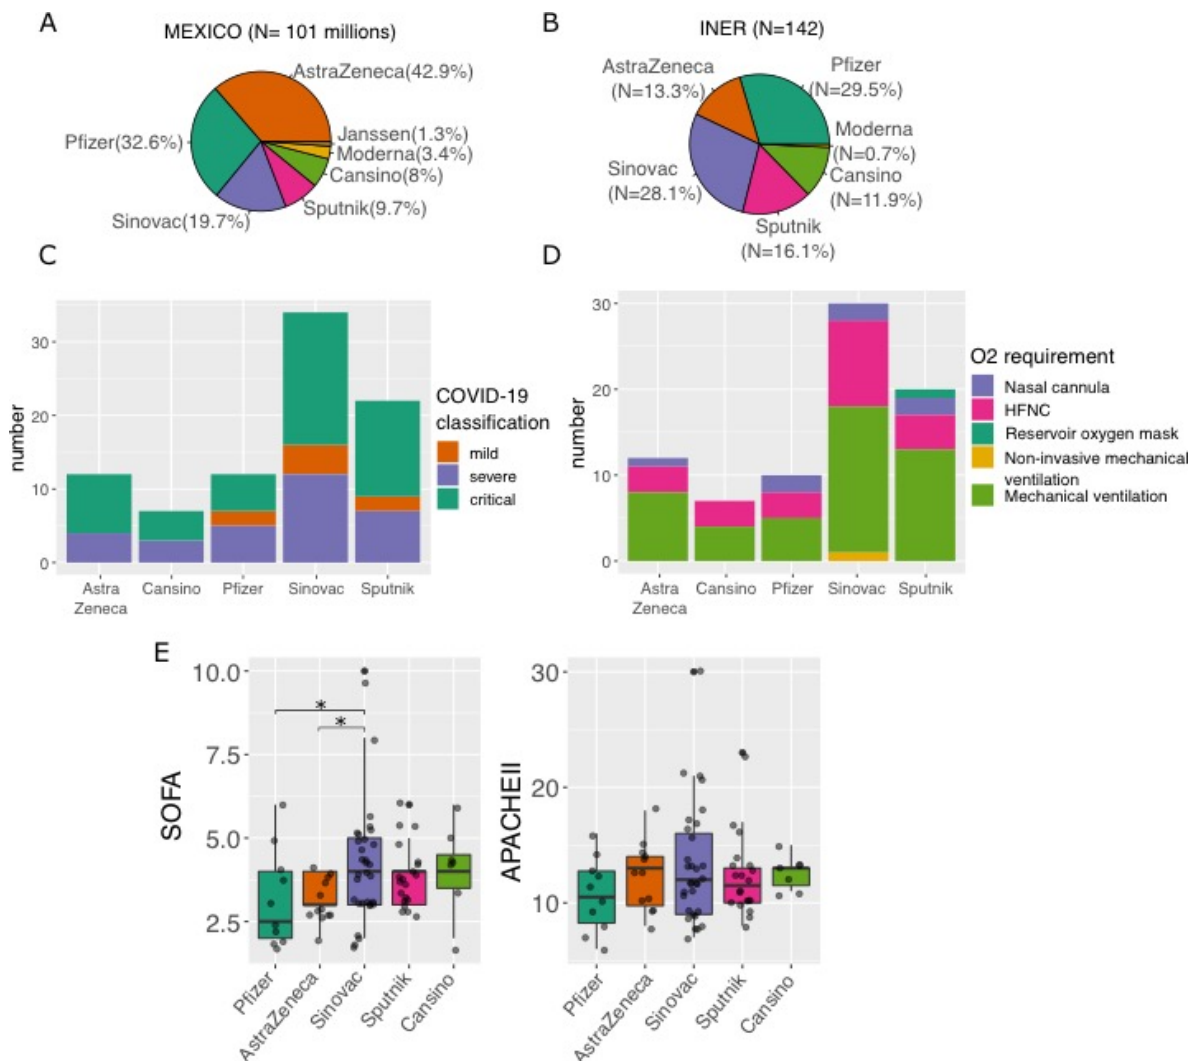 A
MEXICO (N= 101 millions)
AstraZeneca(42.9%)
Pfizer(32.6%)
Janssen(1.3%)
Moderna(3.4%)
Cansino(8%)
Sputnik(9.7%)
Sinovac(19.7%)
B
INER (N=142)
AstraZeneca
(N=13.3%)
Pfizer
(N=29.5%)
Moderna
(N=0.7%)
Cansino
(N=11.9%)
Sinovac
(N=28.1%)
Sputnik
(N=16.1%)
C
number
30
20
10
0
Astra
Zeneca
Cansino
Pfizer
Sinovac
Sputnik
COVID-19
classification
mild
severe
critical
D
number
30
20
10
0
Astra
Zeneca
Cansino
Pfizer
Sinovac
Sputnik
O2 requirement
Nasal cannula
HFNC
Reservoir oxygen mask
Non-invasive mechanical
ventilation
Mechanical ventilation
E
SOFA
10.0
7.5
5.0
2.5
*
*
Pfizer
AstraZeneca
Sinovac
Sputnik
Cansino
APACHEII
30
20
10
Pfizer
AstraZeneca
Sinovac
Sputnik
Cansino